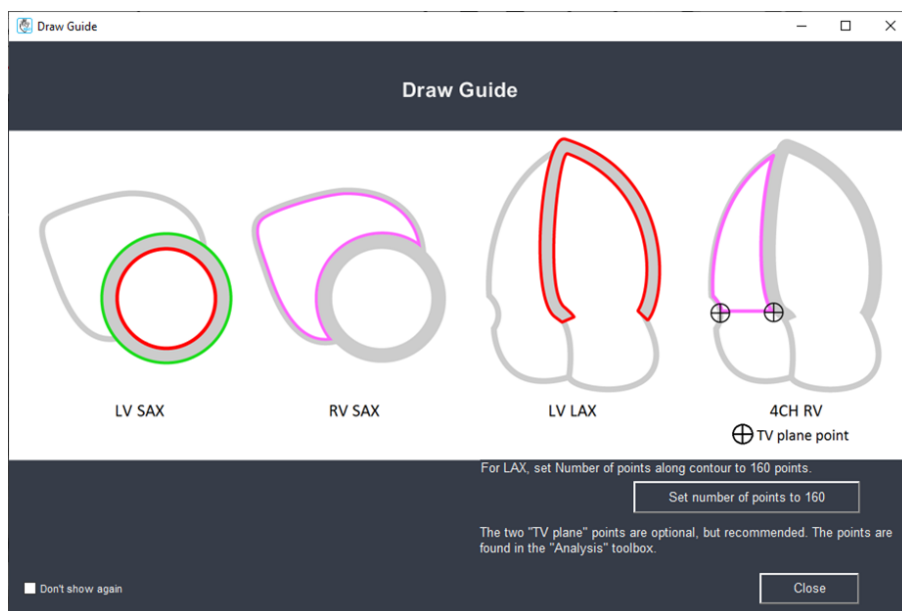 Draw Guide
Draw Guide
LV SAX
RV SAX
LV LAX
4CH RV
TV plane point
For LAX, set Number of points along contour to 160 points.
Set number of points to 160
The two "TV plane" points are optional, but recommended. The points are
found in the "Analysis" toolbox.
Don't show again
Close